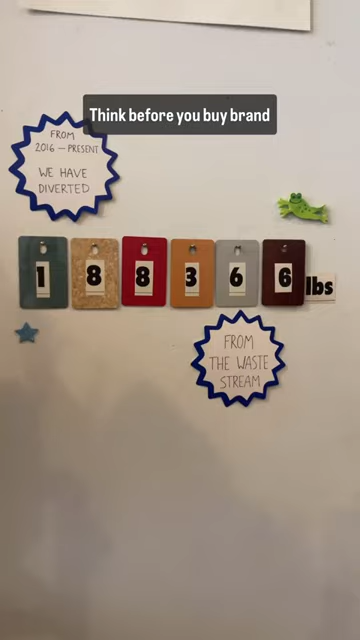 Think before you buy brand
FROM
2016 — PRESENT
WE HAVE
DIVERTED
1 8 8 3 6 6 lbs
FROM
THE WASTE
STREAM